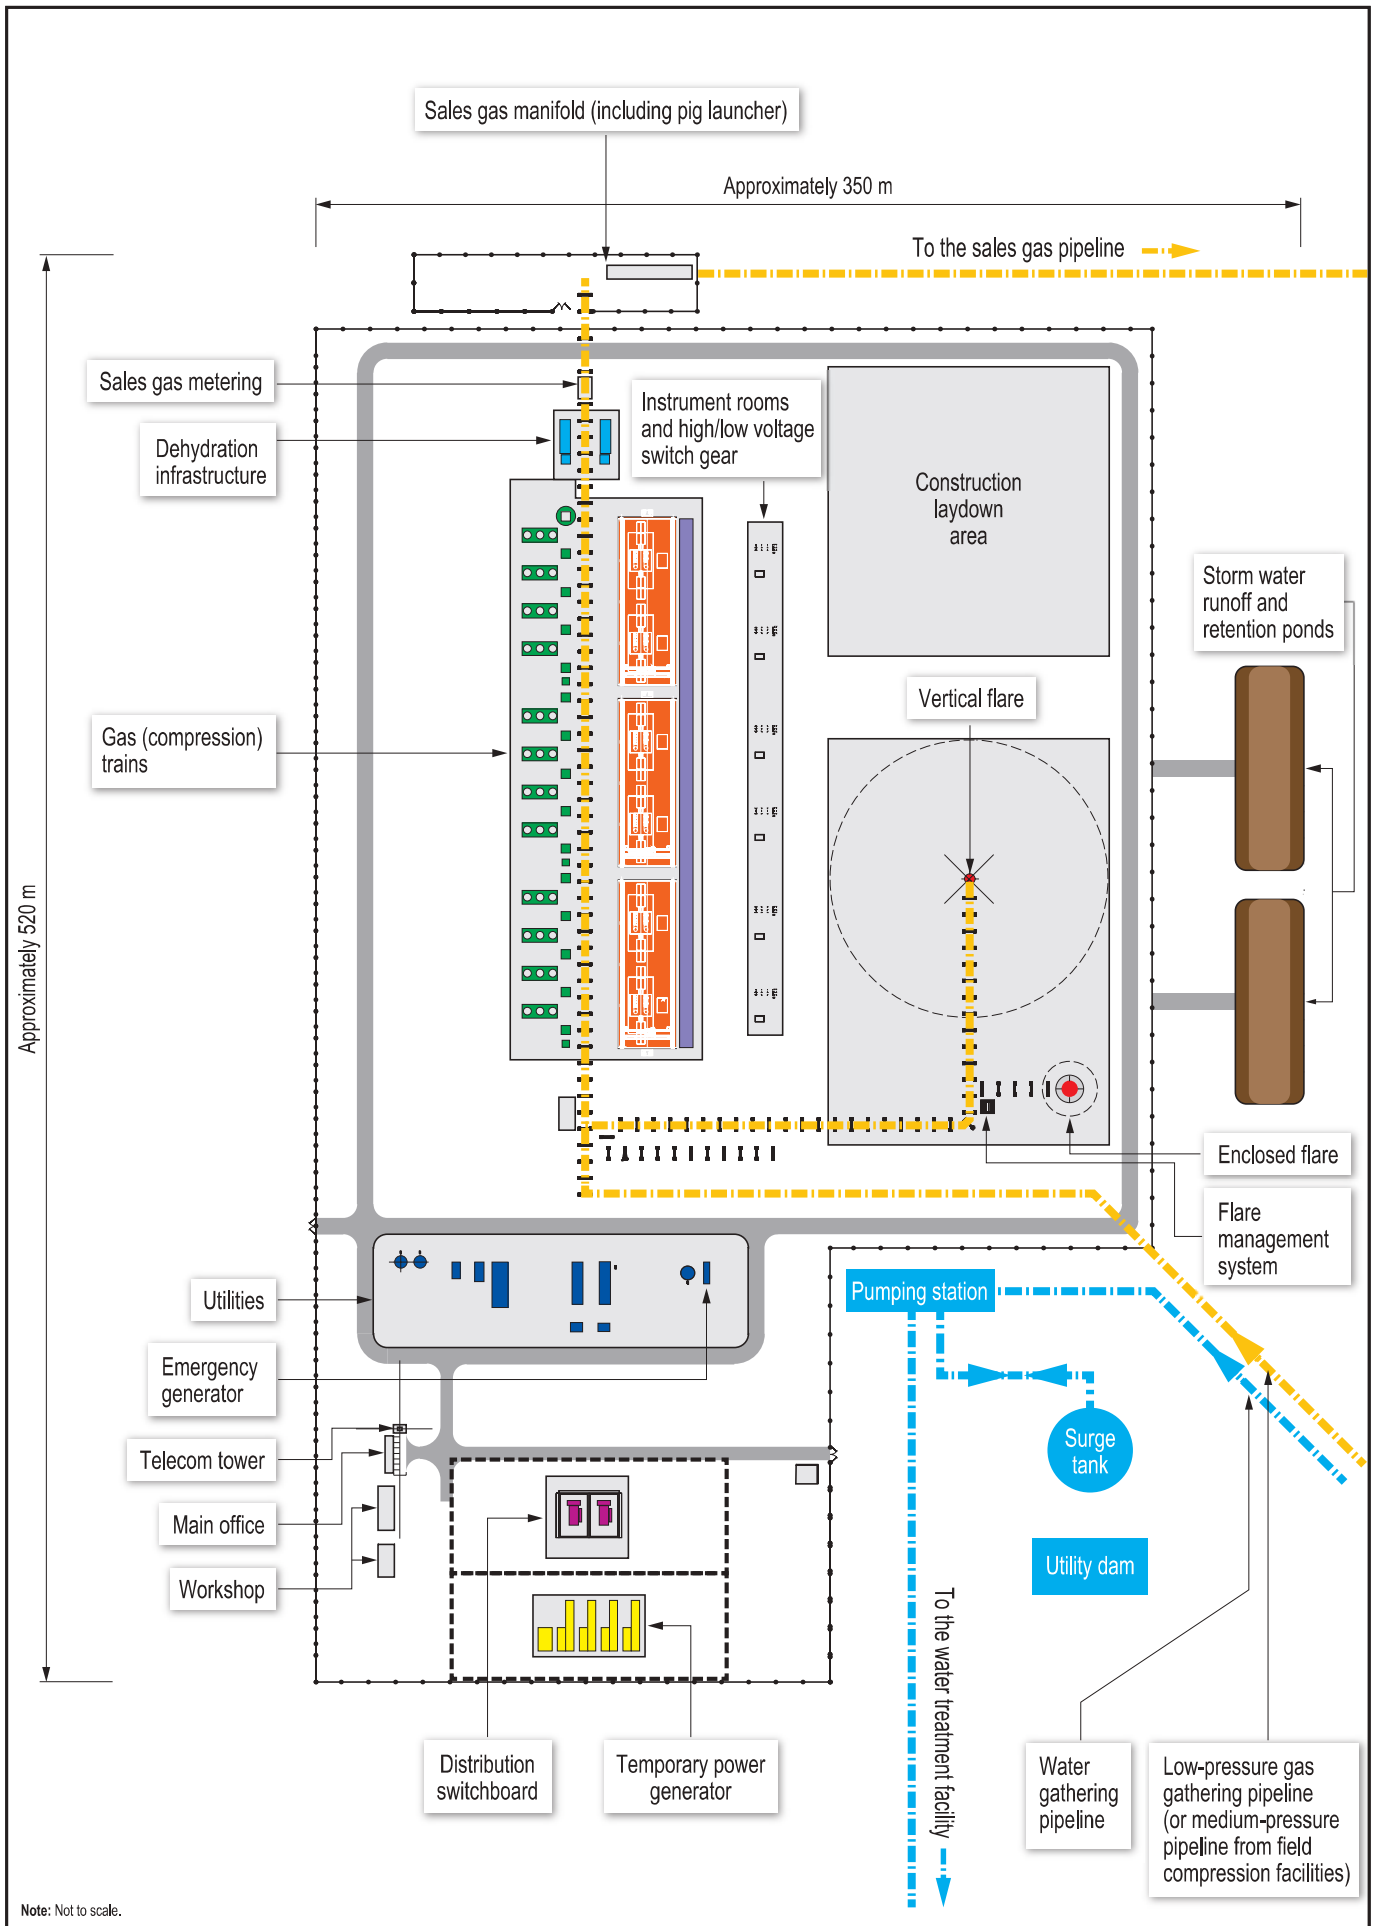 Sales gas manifold (including pig launcher)
Approximately 350 m
To the sales gas pipeline
Sales gas metering
Dehydration
infrastructure
Instrument rooms
and high/low voltage
switch gear
Construction
laydown
area
Storm water
runoff and
retention ponds
Vertical flare
Gas (compression)
trains
Approximately 520 m
Enclosed flare
Flare
management
system
Utilities
Pumping station
Emergency
generator
Telecom tower
Surge
tank
Main office
Workshop
Utility dam
To the water treatment facility
Distribution
switchboard
Temporary power
generator
Water
gathering
pipeline
Low-pressure gas
gathering pipeline
(or medium-pressure
pipeline from field
compression facilities)
Note: Not to scale.